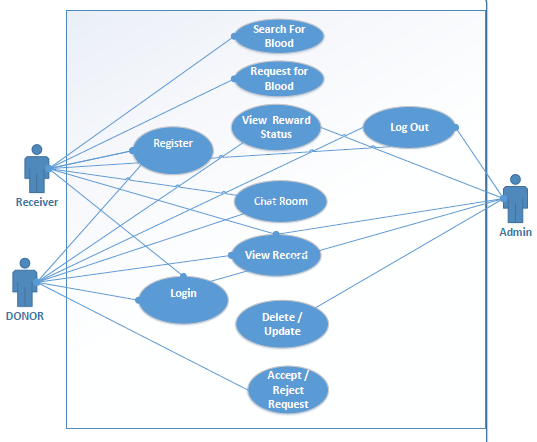 Search For
Blood
Request for
Blood
View Reward
Status
Log Out
Register
Receiver
Chat Room
Admin
View Record
Login
DONOR
Delete /
Update
Accept /
Reject
Request